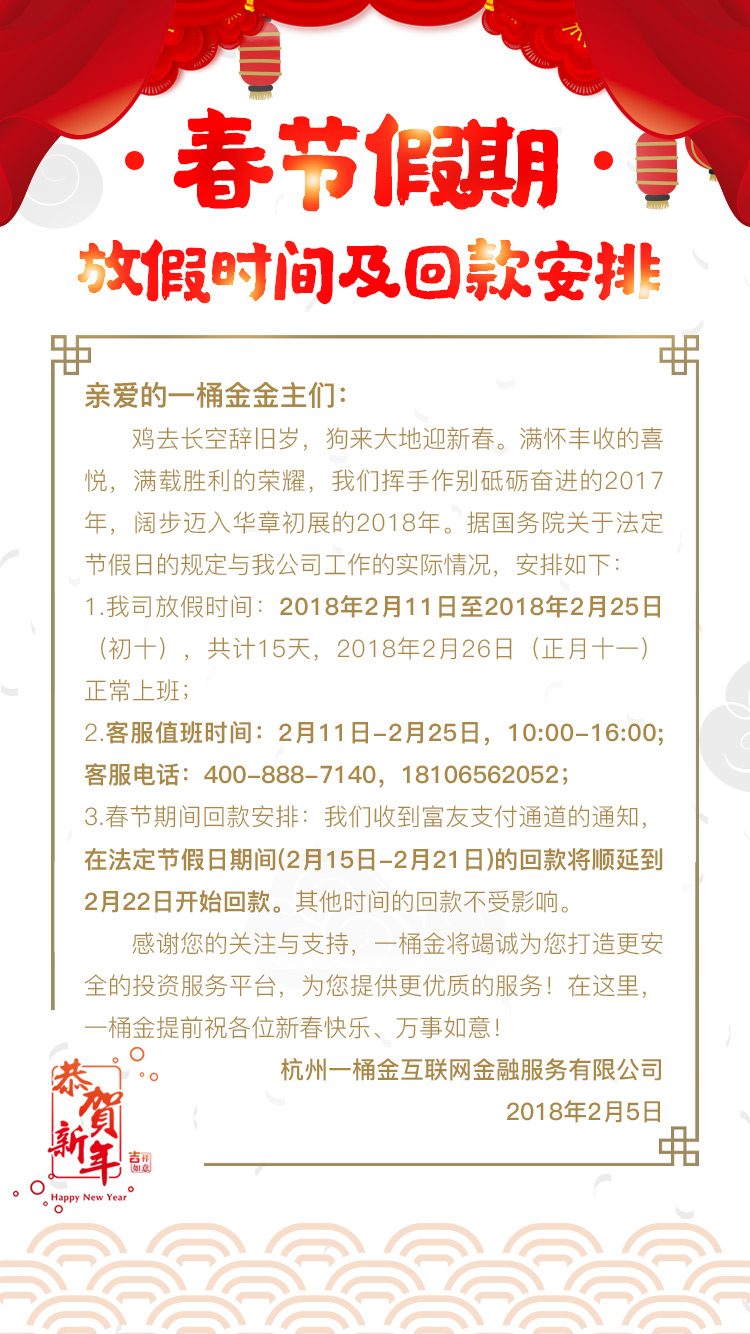 ·春节假期·
放假时间及回款安排
亲爱的一桶金金主们：
鸡去长空辞旧岁，狗来大地迎新春。满怀丰收的喜
悦，满载胜利的荣耀，我们挥手作别砥砺奋进的2017
年，阔步迈入华章初展的2018年。据国务院关于法定
节假日的规定与我公司工作的实际情况，安排如下：
1.我司放假时间：2018年2月11日至2018年2月25日
（初十），共计15天，2018年2月26日（正月十一）
正常上班；
2.客服值班时间：2月11日-2月25日，10:00-16:00;
客服电话：400-888-7140，18106562052；
3.春节期间回款安排：我们收到富友支付通道的通知，
在法定节假日期间(2月15日-2月21日)的回款将顺延到
2月22日开始回款。其他时间的回款不受影响。
感谢您的关注与支持，一桶金将竭诚为您打造更安
全的投资服务平台，为您提供更优质的服务！在这里，
一桶金提前祝各位新春快乐、万事如意！
杭州一桶金互联网金融服务有限公司
2018年2月5日
恭賀
新年
吉祥
如意
Happy New Year